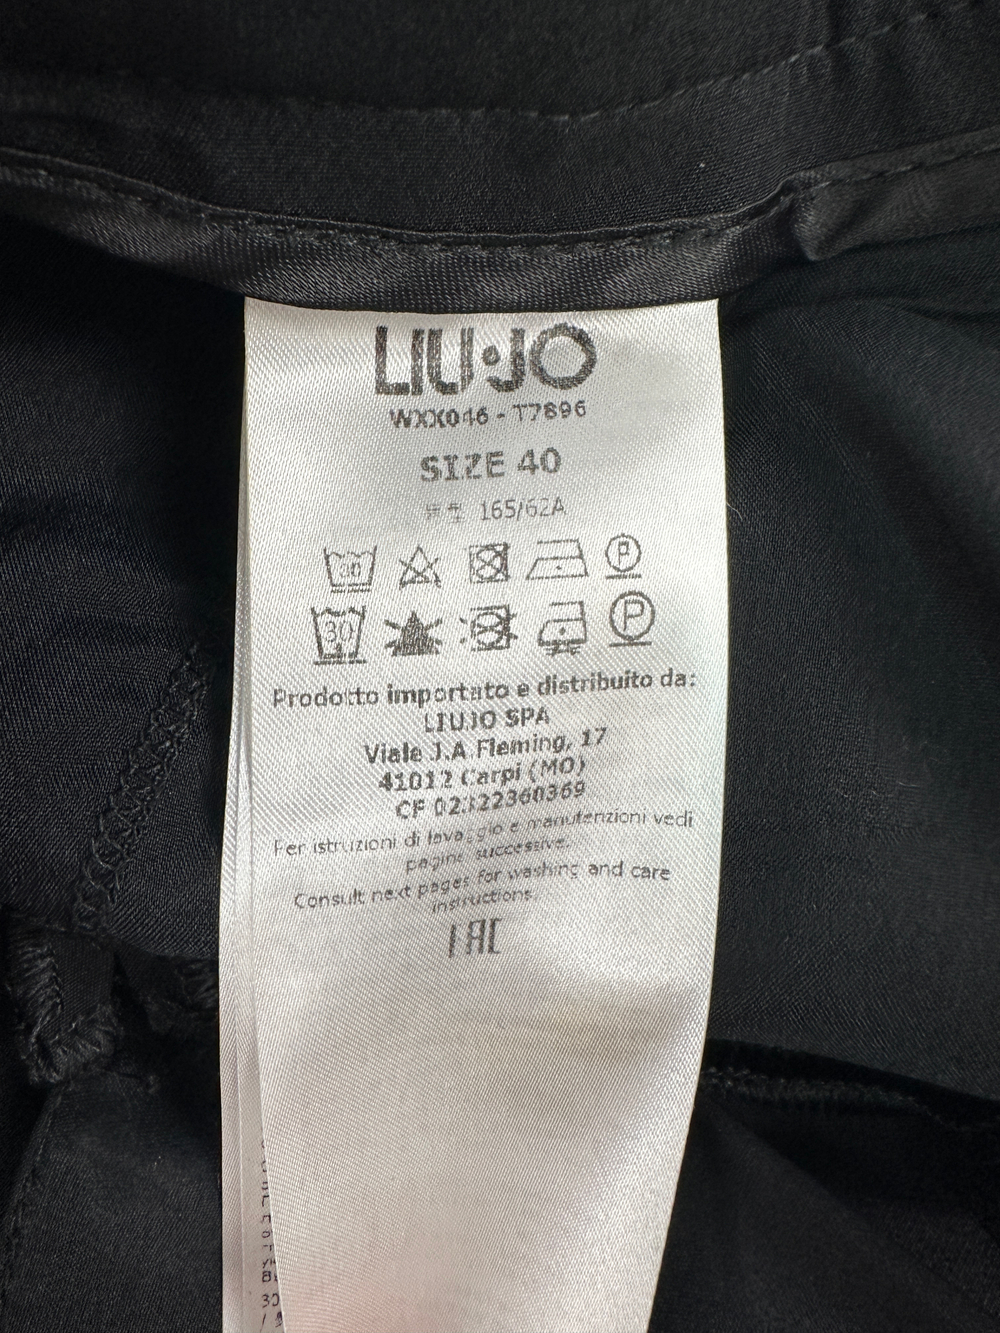 LIU·JO
WXX046 - T7896
SIZE 40
165/62A
30
P
30
P
Prodotto importato e distribuito da:
LIUJO SPA
Viale J.A.Fleming, 17
41012 Carpi (MO)
CF 02322360369
Per istruzioni di lavaggio e manutenzioni vedi
pagine successive.
Consult next pages for washing and care
instructions.
EAC